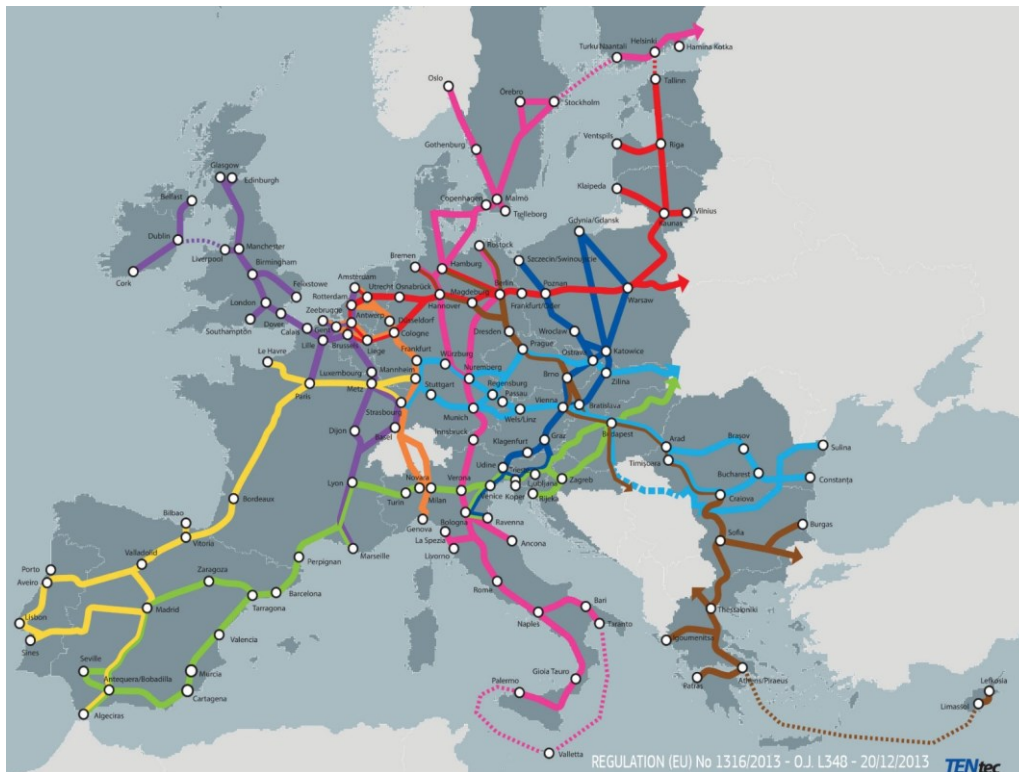 Oslo
Örebro
Stockholm
Turku Naantali
Helsinki
Hamina Kotka
Tallinn
Gothenburg
Ventspils
Riga
Klaipeda
Vilnius
Kaunas
Glasgow
Edinburgh
Belfast
Copenhagen
Malmö
Trelleborg
Gdynia/Gdansk
Dublin
Liverpool
Manchester
Cork
Birmingham
Felixstowe
Rostock
Bremen
Hamburg
Szczecin/Swinoujscie
London
Southampton
Dover
Calais
Amsterdam
Rotterdam
Utrecht
Osnabrück
Hannover
Magdeburg
Berlin
Frankfurt/Oder
Poznan
Warsaw
Zeebrugge
Antwerp
Düsseldorf
Cologne
Lille
Brussels
Liege
Dresden
Wroclaw
Katowice
Ostrava
Le Havre
Luxembourg
Frankfurt
Mannheim
Würzburg
Nuremberg
Prague
Brno
Zilina
Paris
Metz
Strasbourg
Stuttgart
Regensburg
Passau
Munich
Wels/Linz
Vienna
Bratislava
Dijon
Basel
Innsbruck
Klagenfurt
Graz
Budapest
Arad
Timişoara
Braşov
Sulina
Bucharest
Constanţa
Craiova
Lyon
Turin
Novara
Milan
Verona
Udine
Trieste
Venice
Koper
Ljubljana
Rijeka
Zagreb
Bordeaux
Genova
Bologna
Ravenna
La Spezia
Livorno
Ancona
Marseille
Perpignan
Bilbao
Vitoria
Valladolid
Porto
Aveiro
Zaragoza
Barcelona
Tarragona
Madrid
Lisbon
Sines
Valencia
Seville
Antequera/Bobadilla
Murcia
Cartagena
Algeciras
Rome
Naples
Bari
Taranto
Gioia Tauro
Palermo
Valletta
Sofia
Burgas
Thessaloniki
Igoumenitsa
Patras
Athens/Piraeus
Lefkosia
Limassol
REGULATION (EU) No 1316/2013 - O.J. L348 - 20/12/2013
TENtec